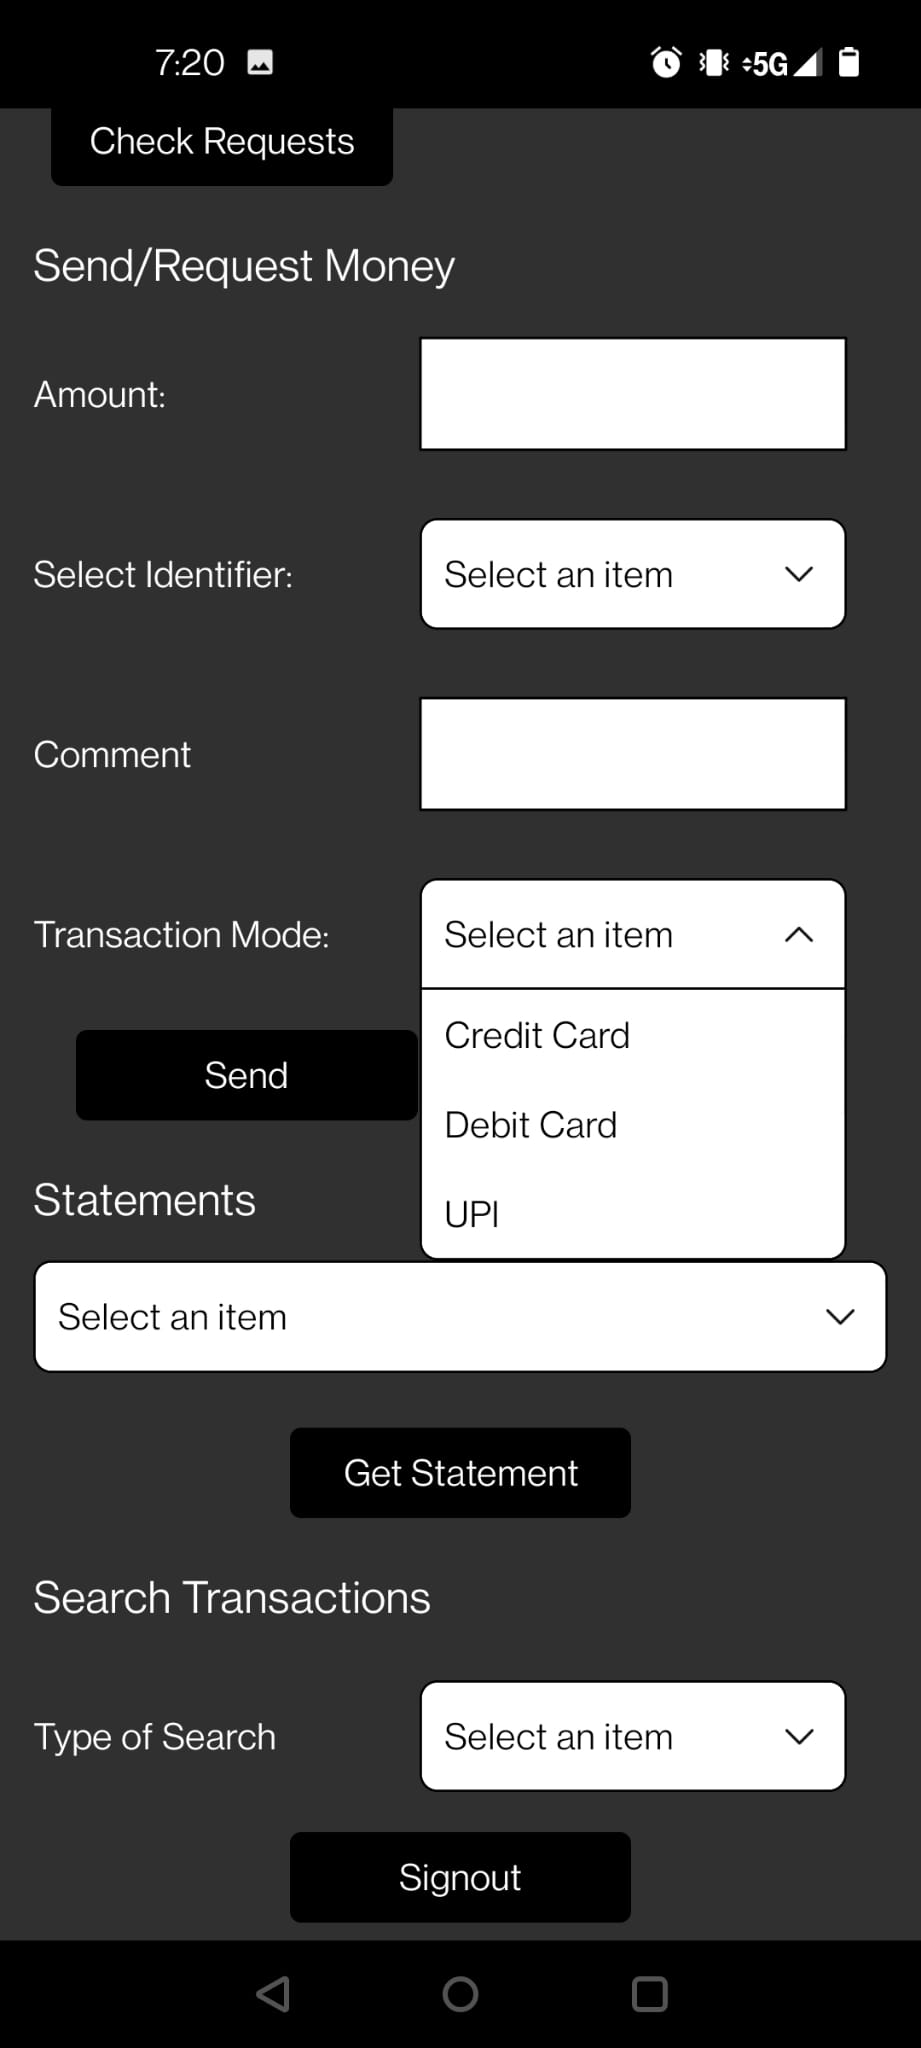 7:20 5G
Check Requests
Send/Request Money
Amount:
Select Identifier: Select an item
Comment
Transaction Mode: Select an item
Credit Card
Send
Debit Card
Statements
UPI
Select an item
Get Statement
Search Transactions
Type of Search Select an item
Signout